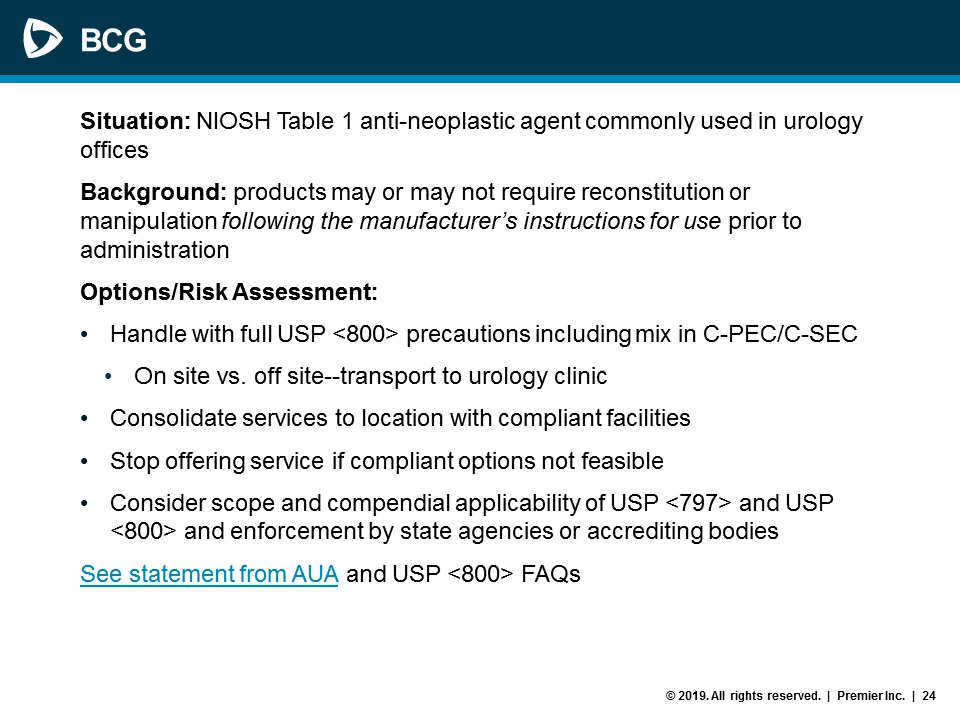 BCG
Situation: NIOSH Table 1 anti-neoplastic agent commonly used in urology
offices
Background: products may or may not require reconstitution or
manipulation following the manufacturer’s instructions for use prior to
administration
Options/Risk Assessment:
• Handle with full USP <800> precautions including mix in C-PEC/C-SEC
• On site vs. off site--transport to urology clinic
• Consolidate services to location with compliant facilities
• Stop offering service if compliant options not feasible
• Consider scope and compendial applicability of USP <797> and USP
<800> and enforcement by state agencies or accrediting bodies
See statement from AUA and USP <800> FAQs
© 2019. All rights reserved. | Premier Inc. | 24